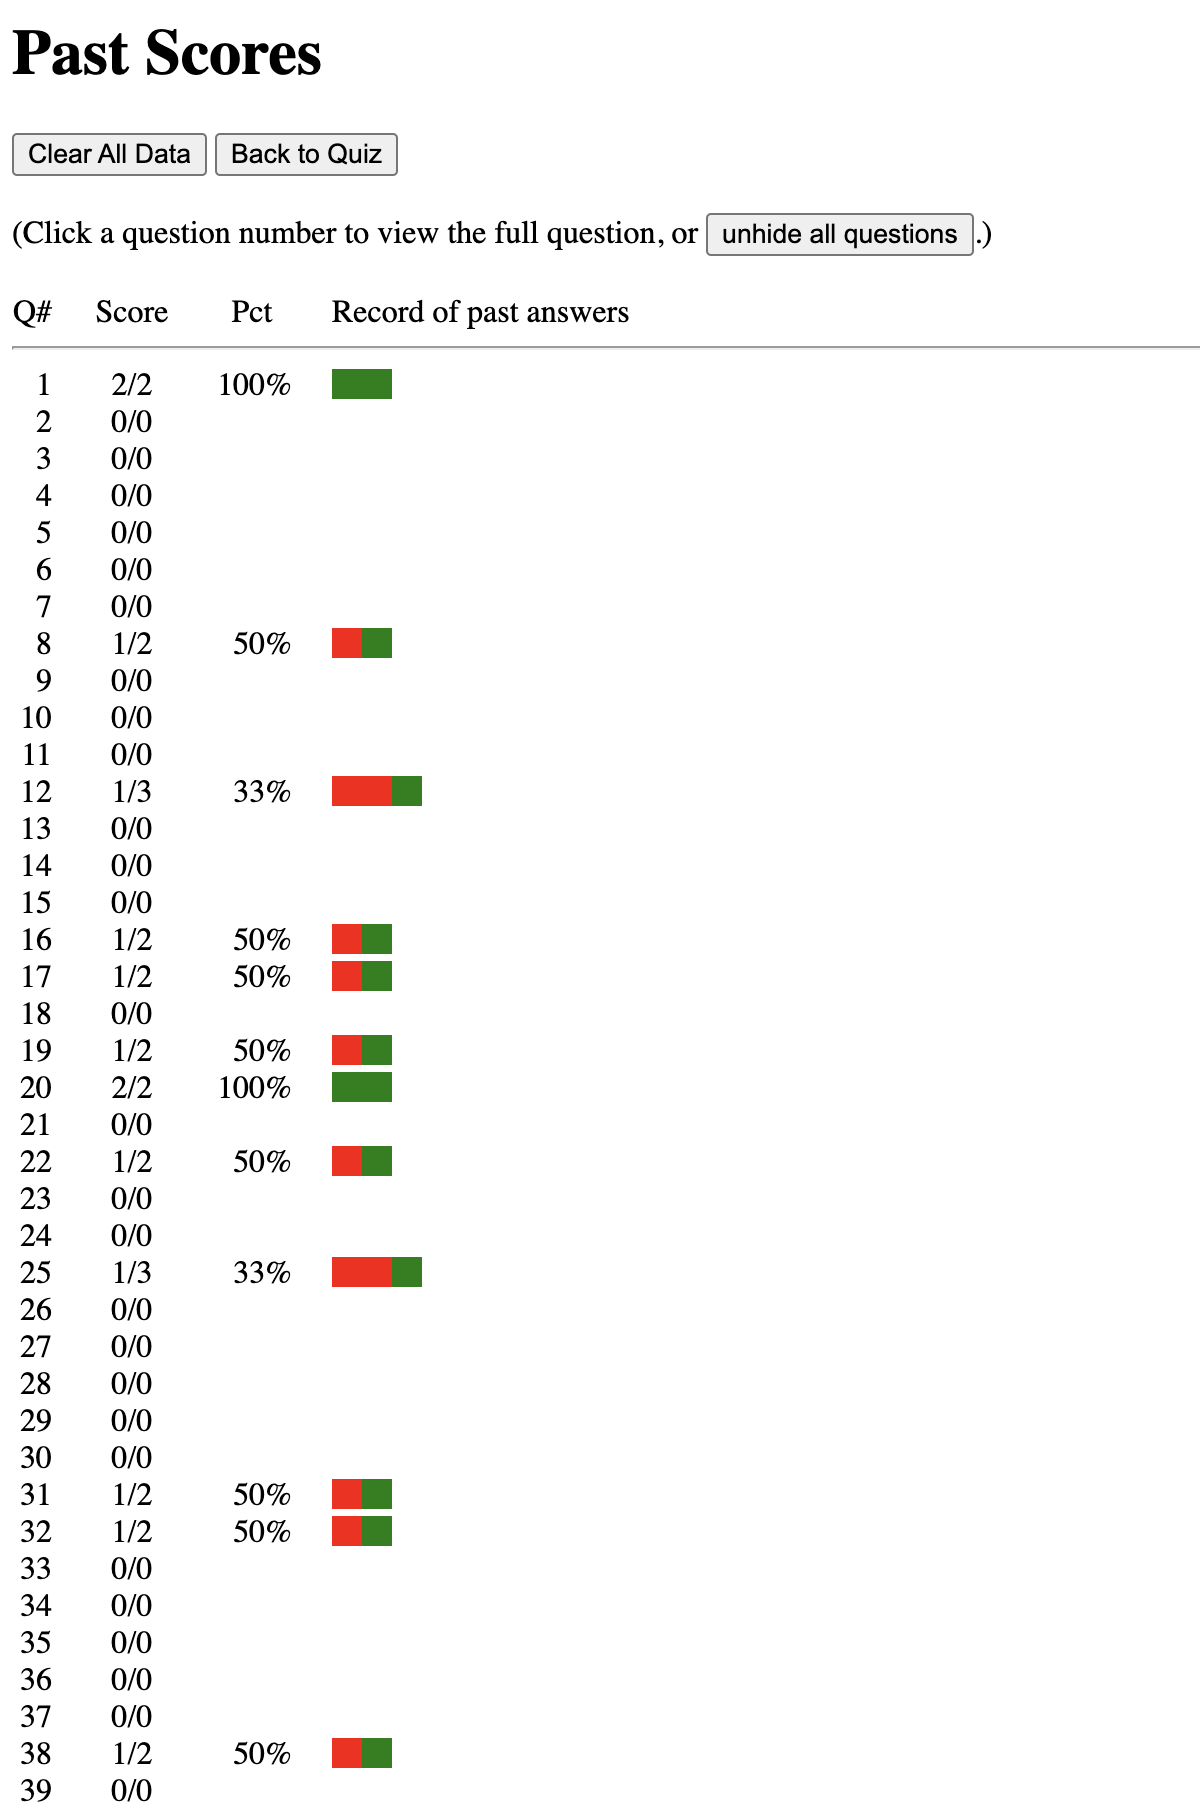 Past Scores
Clear All Data Back to Quiz
(Click a question number to view the full question, or unhide all questions.)
Q# Score Pct Record of past answers
1 2/2 100%
2 0/0
3 0/0
4 0/0
5 0/0
6 0/0
7 0/0
8 1/2 50%
9 0/0
10 0/0
11 0/0
12 1/3 33%
13 0/0
14 0/0
15 0/0
16 1/2 50%
17 1/2 50%
18 0/0
19 1/2 50%
20 2/2 100%
21 0/0
22 1/2 50%
23 0/0
24 0/0
25 1/3 33%
26 0/0
27 0/0
28 0/0
29 0/0
30 0/0
31 1/2 50%
32 1/2 50%
33 0/0
34 0/0
35 0/0
36 0/0
37 0/0
38 1/2 50%
39 0/0